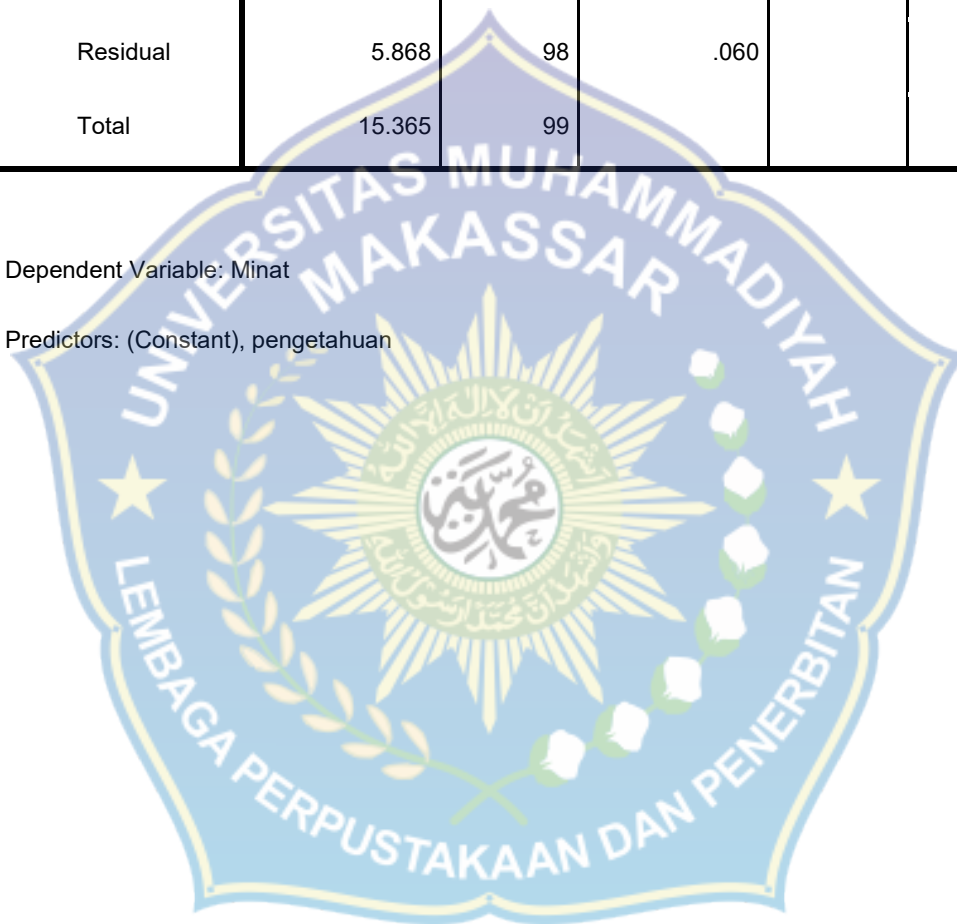 Residual 5.868 98 .060
Total 15.365 99
UNIVERSITAS MUHAMMADIYAH
MAKASSAR
Dependent Variable: Minat
Predictors: (Constant), pengetahuan
محمد
LEMBAGA PERPUSTAKAAN DAN PENERBITAN